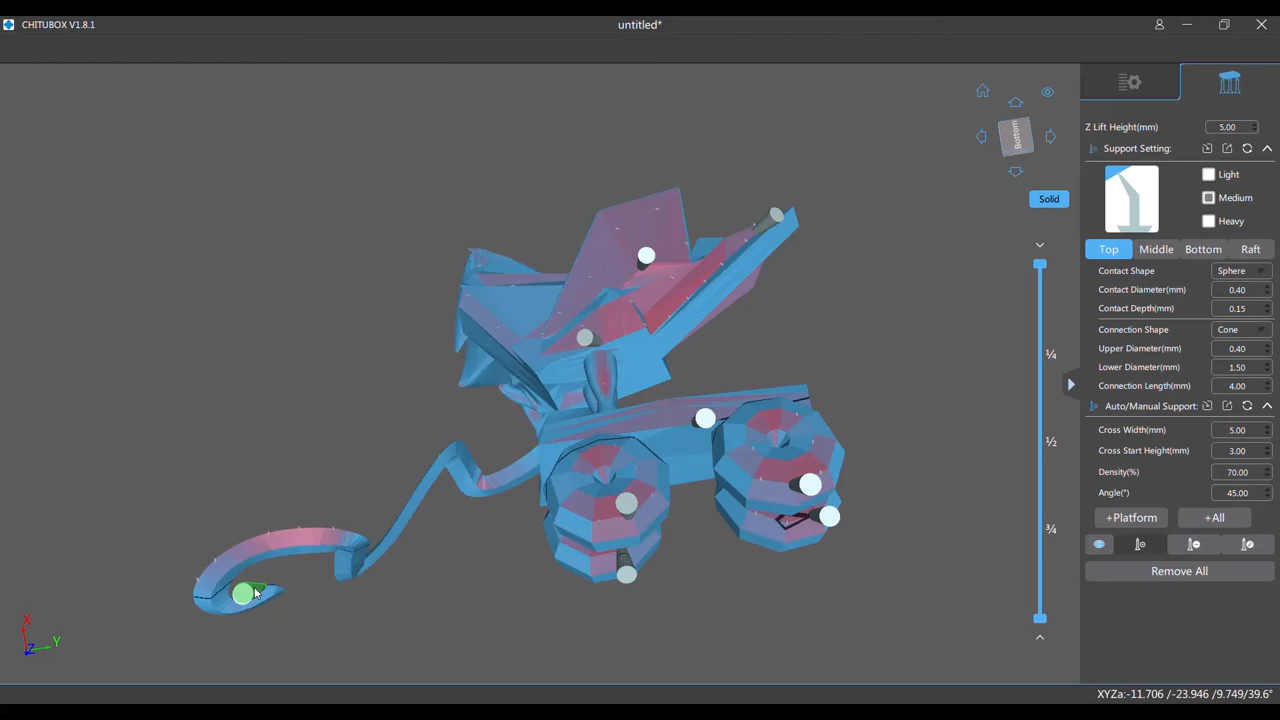 CHITUBOX V1.8.1
untitled*
Z Lift Height(mm) 5.00
Bottom
Support Setting:
Light
Solid
Medium
Heavy
Top Middle Bottom Raft
Contact Shape Sphere
Contact Diameter(mm) 0.40
Contact Depth(mm) 0.15
Connection Shape Cone
Upper Diameter(mm) 0.40
¼
Lower Diameter(mm) 1.50
Connection Length(mm) 4.00
Auto/Manual Support:
Cross Width(mm) 5.00
½
Cross Start Height(mm) 3.00
Density(%) 70.00
Angle(°) 45.00
+Platform +All
¾
Remove All
X
Y
Z
XYZa:-11.706 / -23.946 /9.749/39.6°